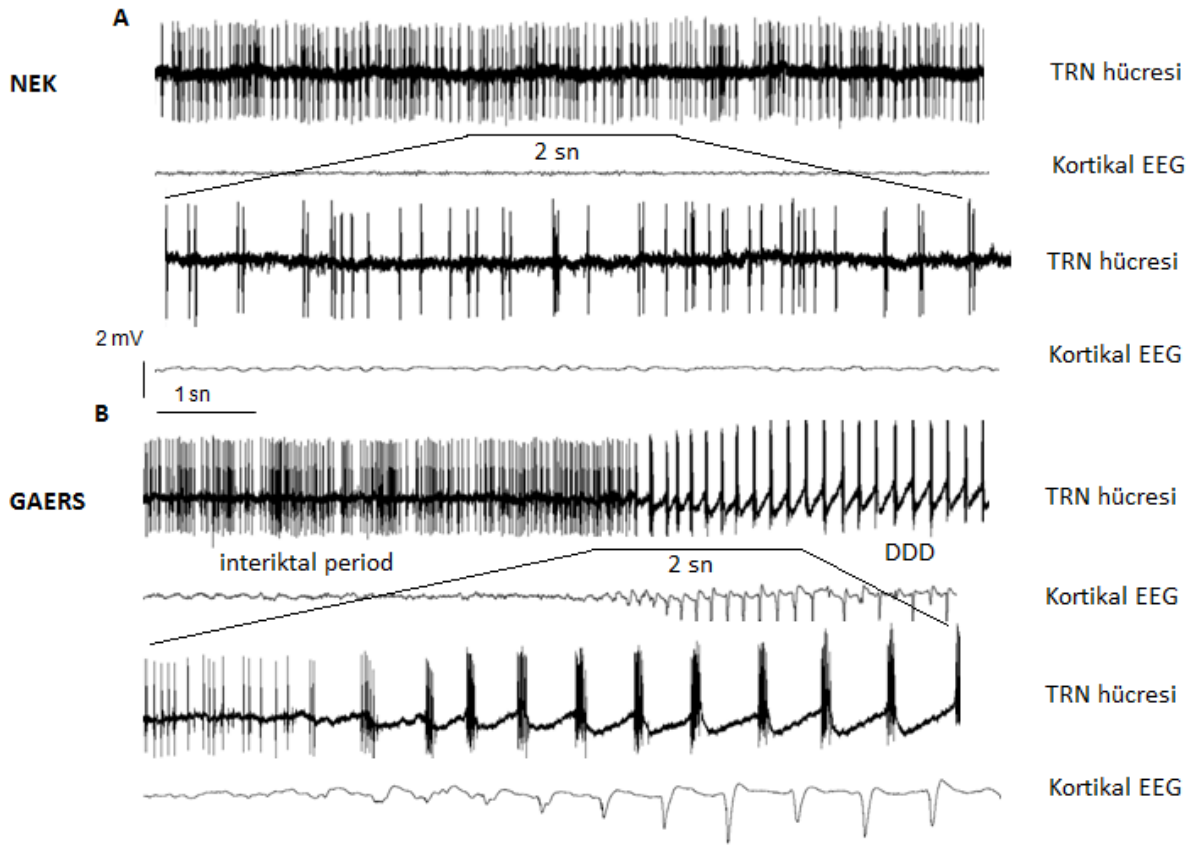 A
NEK
TRN hücresi
2 sn
Kortikal EEG
TRN hücresi
2 mV
Kortikal EEG
1 sn
B
GAERS
TRN hücresi
interiktal period
2 sn
DDD
Kortikal EEG
TRN hücresi
Kortikal EEG